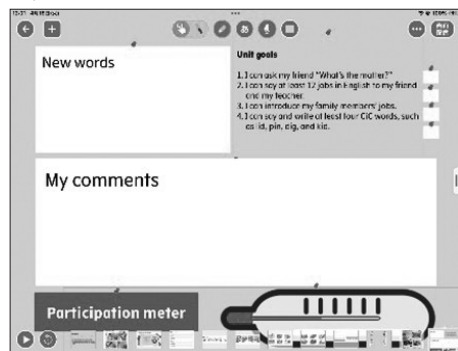 New words
Unit goals
1. I can ask my friend "What's the matter?"
2. I can say at least 12 jobs in English to my friend
and my teacher.
3. I can introduce my family members' jobs.
4. I can say and write at least four CiC words, such
as lid, pin, dig, and kid.
My comments
Participation meter